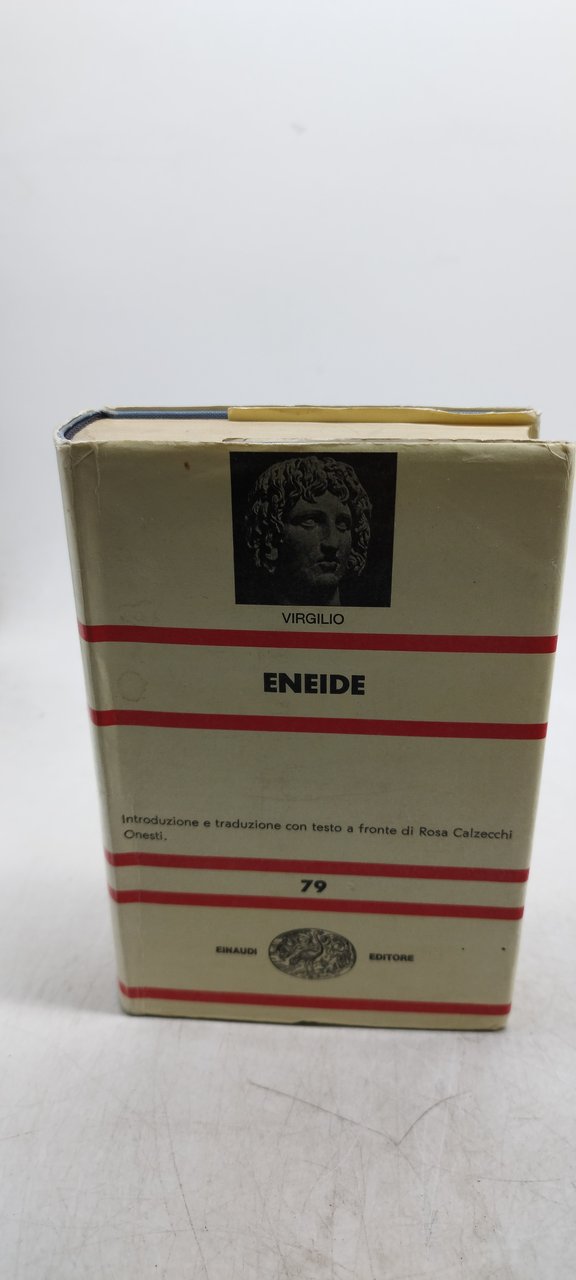 VIRGILIO
ENEIDE
Introduzione e traduzione con testo a fronte di Rosa Calzecchi
Onesti.
79
EINAUDI EDITORE